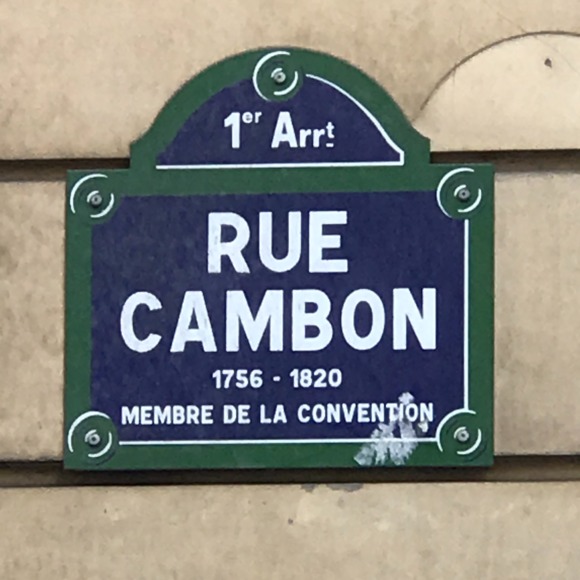 1er Arrt
RUE
CAMBON
1756 - 1820
MEMBRE DE LA CONVENTION